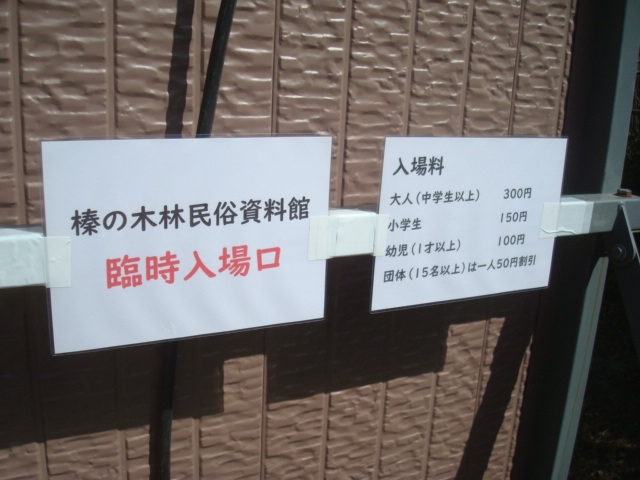 榛の木林民俗資料館
臨時入場口
入場料
大人（中学生以上） 300円
小学生 150円
幼児（1才以上） 100円
団体（15名以上）は一人50円割引